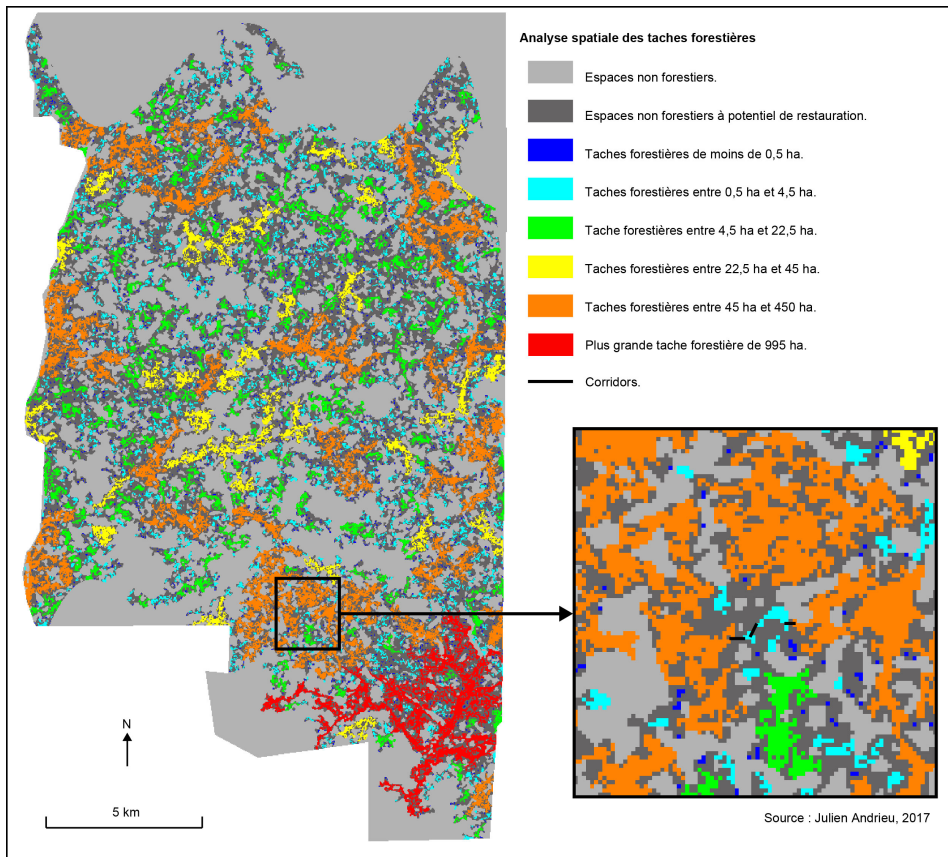 Analyse spatiale des taches forestières
Espaces non forestiers.
Espaces non forestiers à potentiel de restauration.
Taches forestières de moins de 0,5 ha.
Taches forestières entre 0,5 ha et 4,5 ha.
Tache forestières entre 4,5 ha et 22,5 ha.
Taches forestières entre 22,5 ha et 45 ha.
Taches forestières entre 45 ha et 450 ha.
Plus grande tache forestière de 995 ha.
Corridors.
N
5 km
Source : Julien Andrieu, 2017